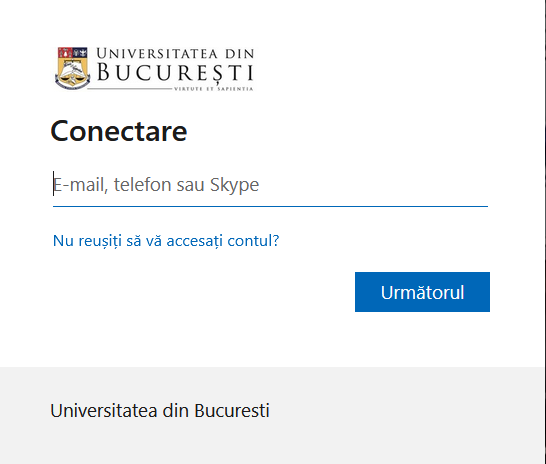 UNIVERSITATEA DIN
BUCUREȘTI
VIRTUTE ET SAPIENTIA
Conectare
E-mail, telefon sau Skype
Nu reușiți să vă accesați contul?
Următorul
Universitatea din Bucuresti